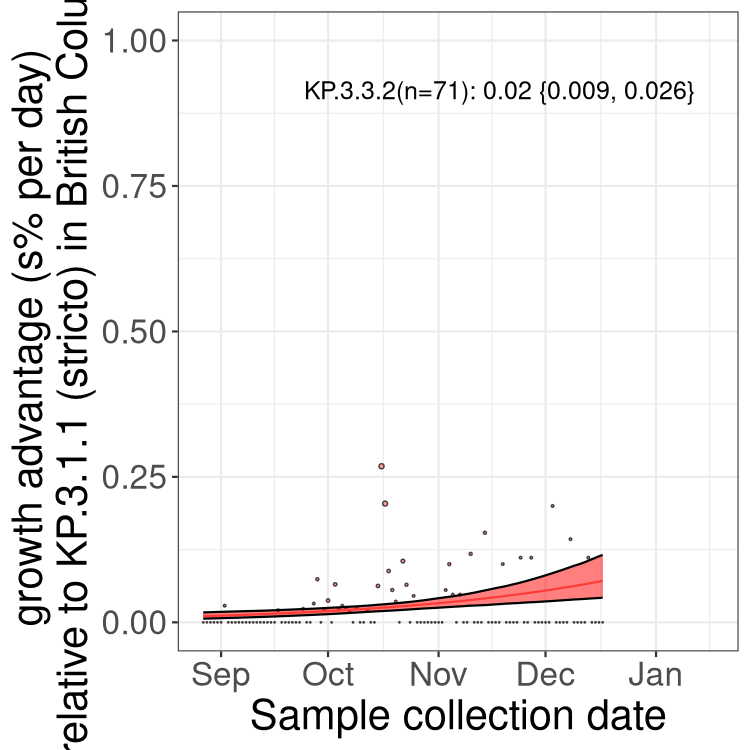 growth advantage (s% per day)
relative to KP.3.1.1 (stricto) in British Colu
1.00
0.75
0.50
0.25
0.00
KP.3.3.2(n=71): 0.02 {0.009, 0.026}
Sep Oct Nov Dec Jan
Sample collection date